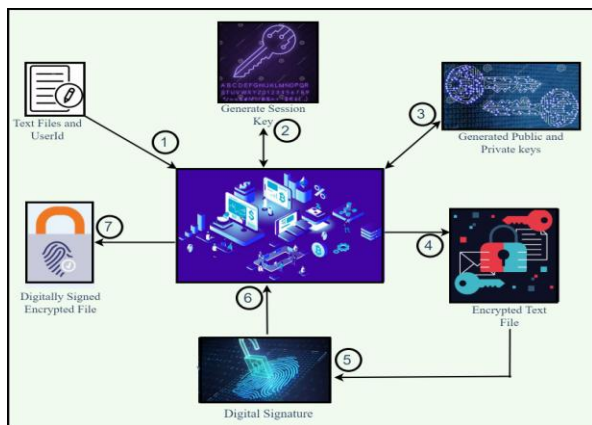 Generate Session
Key
Text Files and
UserId
1
2
3
Generated Public and
Private keys
7
4
Digitally Signed
Encrypted File
6
Encrypted Text
File
5
Digital Signature